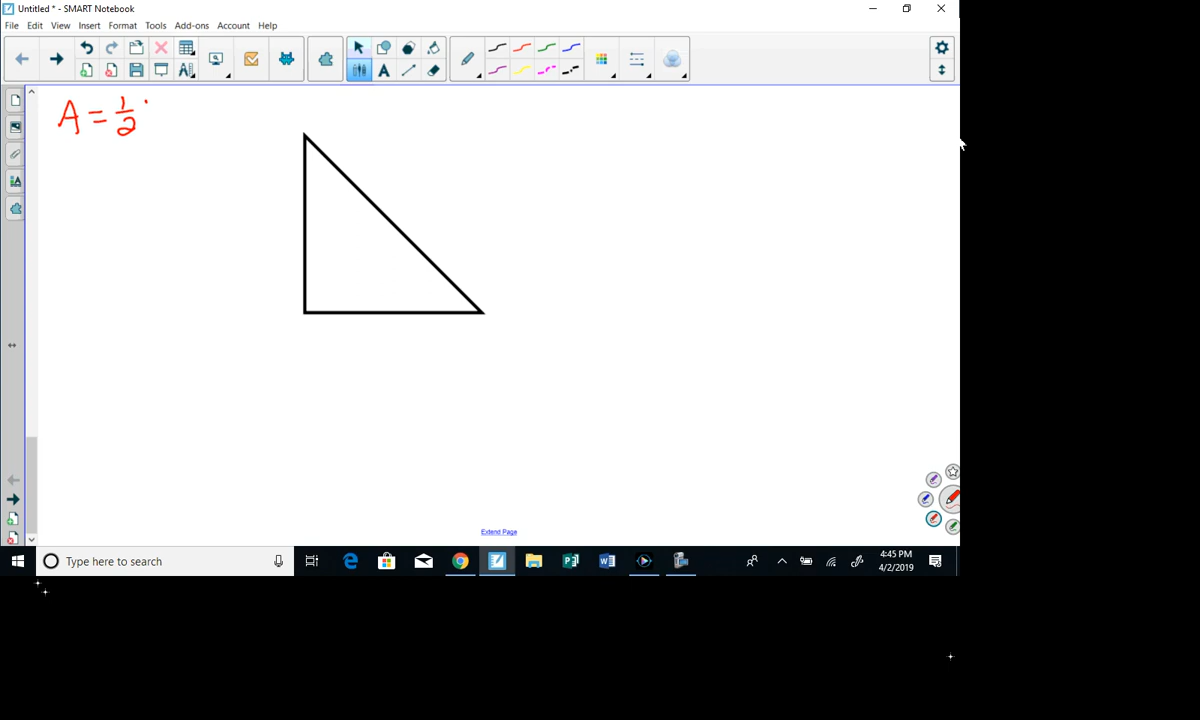 Untitled * - SMART Notebook
File Edit View Insert Format Tools Add-ons Account Help
A = 1/2
Extend Page
Type here to search
4:45 PM
4/2/2019